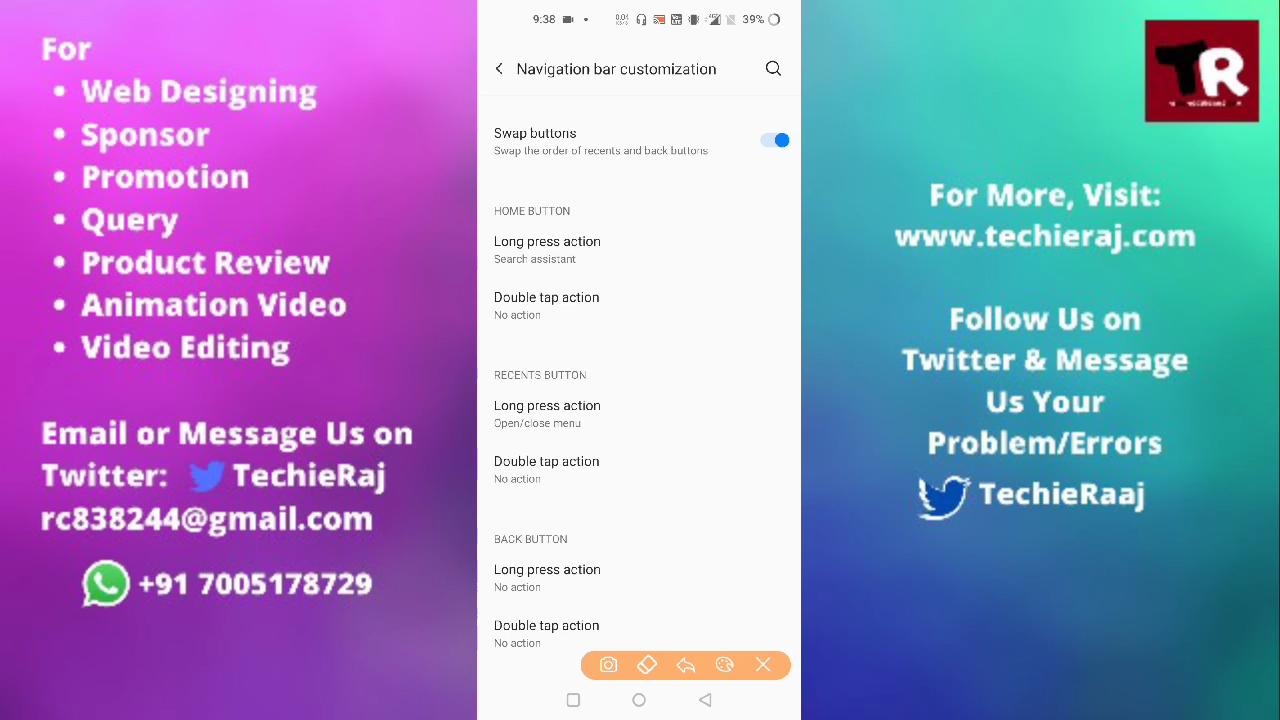 For
• Web Designing
• Sponsor
• Promotion
• Query
• Product Review
• Animation Video
• Video Editing
Email or Message Us on
Twitter: TechieRaj
rc838244@gmail.com
+91 7005178729
9:38
39%
Navigation bar customization
Swap buttons
Swap the order of recents and back buttons
HOME BUTTON
Long press action
Search assistant
Double tap action
No action
RECENTS BUTTON
Long press action
Open/close menu
Double tap action
No action
BACK BUTTON
Long press action
No action
Double tap action
No action
TR
For More, Visit:
www.techieraj.com
Follow Us on
Twitter & Message
Us Your
Problem/Errors
TechieRaaj